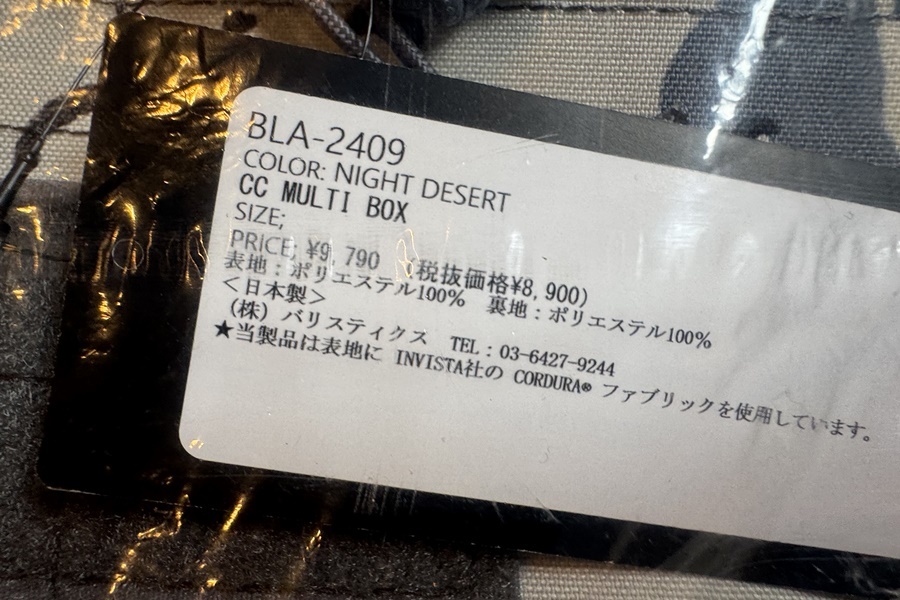 BLA-2409
COLOR: NIGHT DESERT
CC MULTI BOX
SIZE;
PRICE; ¥9,790 (税抜価格¥8,900)
表地：ポリエステル100% 裏地：ポリエステル100%
＜日本製＞
(株) バリスティクス TEL：03-6427-9244
★当製品は表地に INVISTA社の CORDURA® ファブリックを使用しています。